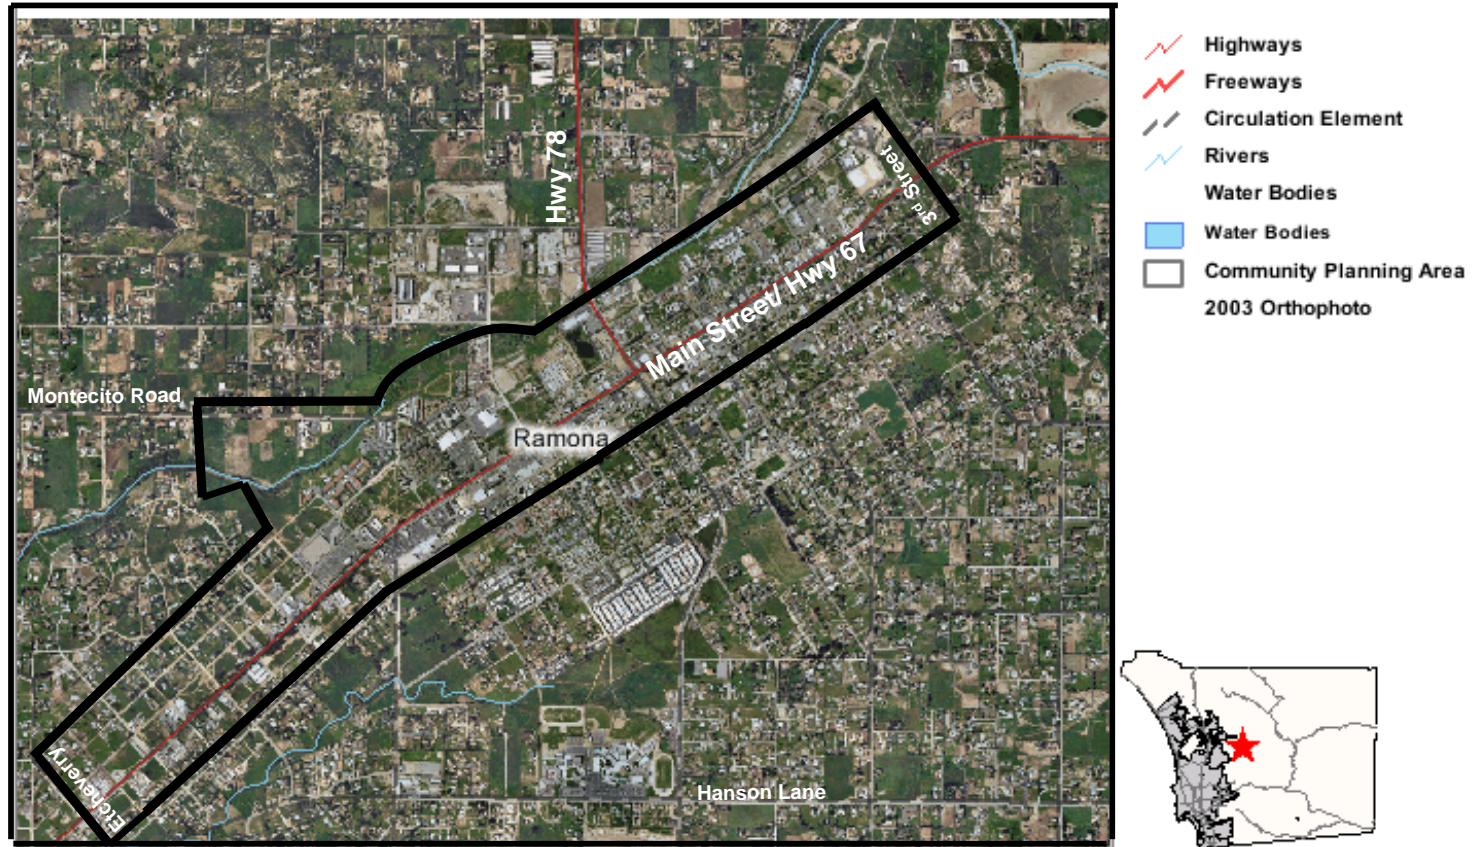 Hwy 78
3rd Street
Main Street/ Hwy 67
Montecito Road
Ramona
Etcheverry
Hanson Lane
Highways
Freeways
Circulation Element
Rivers
Water Bodies
Water Bodies
Community Planning Area
2003 Orthophoto